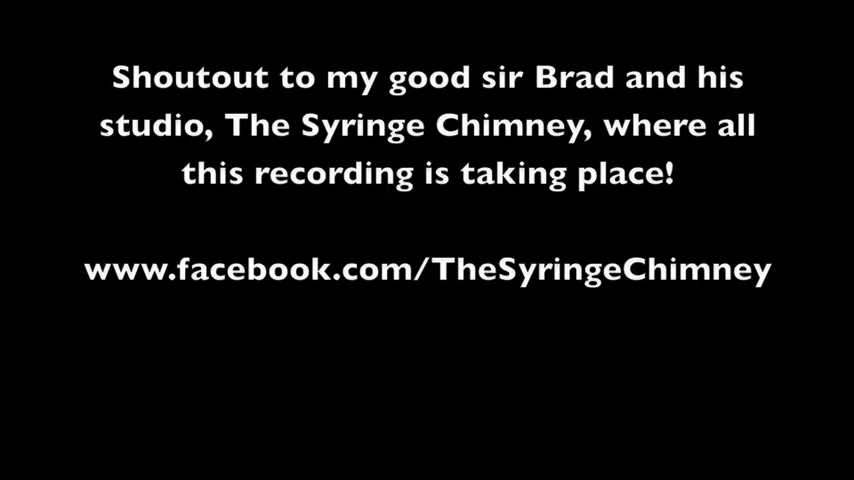 Shoutout to my good sir Brad and his
studio, The Syringe Chimney, where all
this recording is taking place!
www.facebook.com/TheSyringeChimney